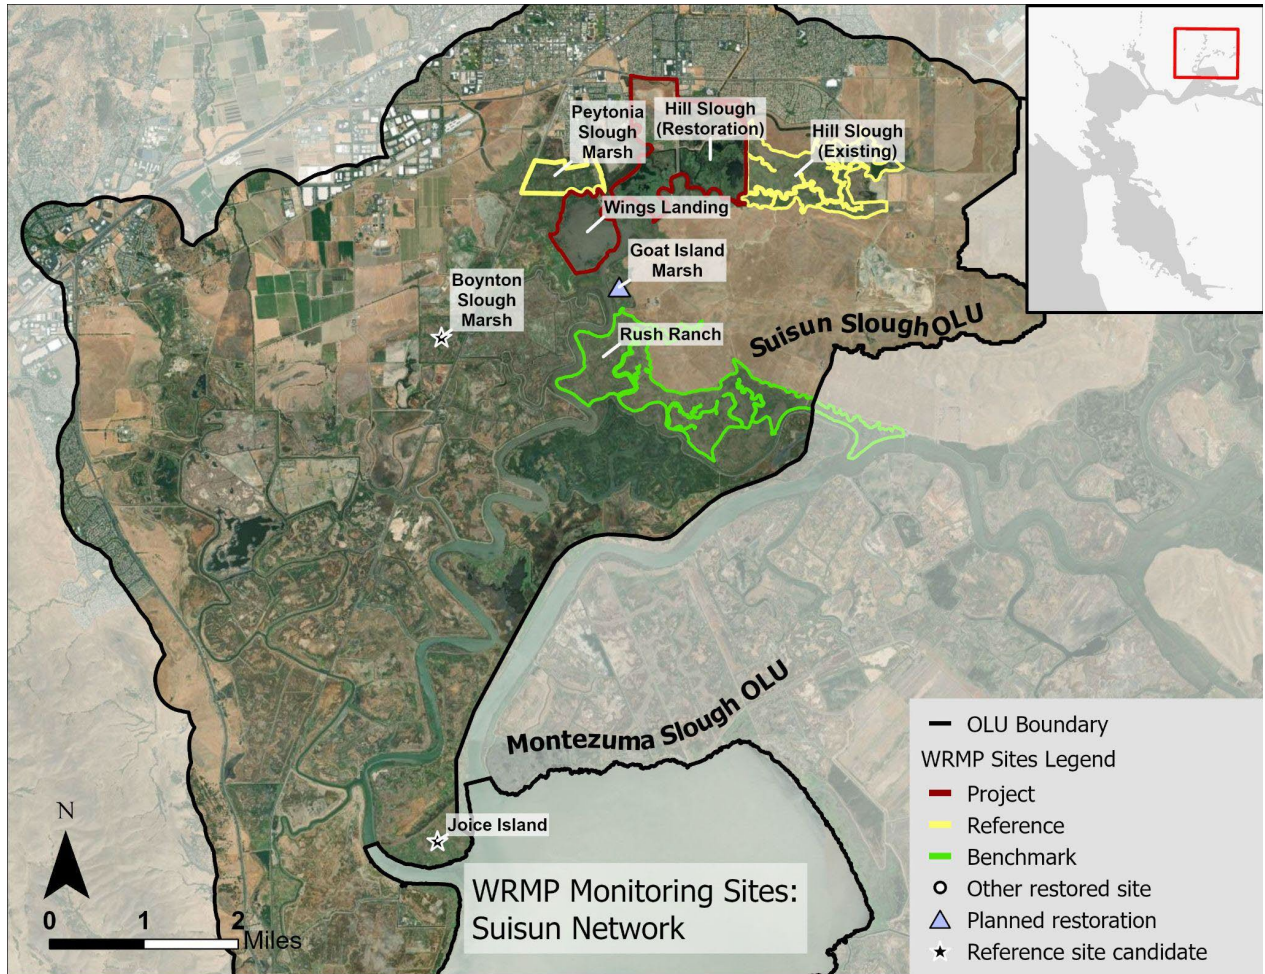 Peytonia
Slough
Marsh
Hill Slough
(Restoration)
Hill Slough
(Existing)
Wings Landing
Goat Island
Marsh
Boynton
Slough
Marsh
Rush Ranch
Suisun Slough OLU
Montezuma Slough OLU
Joice Island
N
0 1 2
Miles
WRMP Monitoring Sites:
Suisun Network
OLU Boundary
WRMP Sites Legend
Project
Reference
Benchmark
Other restored site
Planned restoration
Reference site candidate